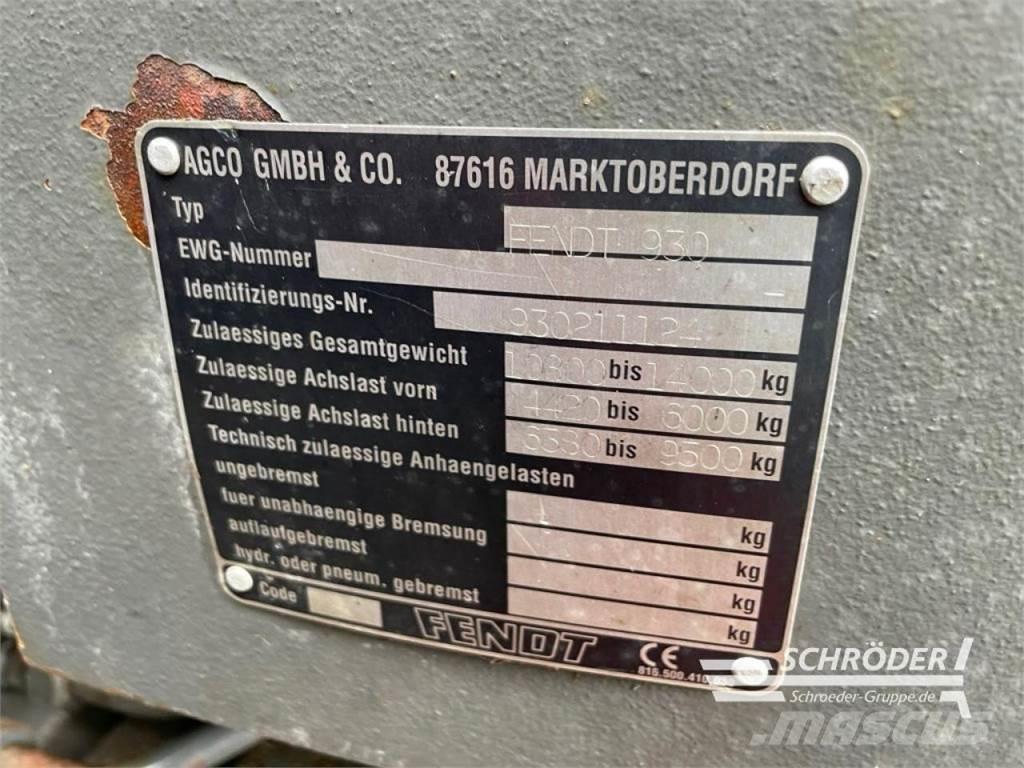 AGCO GMBH & CO. 87616 MARKTOBERDORF
Typ FENDT 930
EWG-Nummer -
Identifizierungs-Nr.
Zulaessiges Gesamtgewicht 10800 bis 14000 kg
Zulaessige Achslast vorn 4420 bis 6000 kg
Zulaessige Achslast hinten 6380 bis 9500 kg
Technisch zulaessige Anhaengelasten
ungebremst kg
fuer unabhaengige Bremsung kg
auflaufgebremst kg
hydr. oder pneum. gebremst kg
Code
FENDT
CE
SCHRÖDER
Schroeder-Gruppe.de
mascus